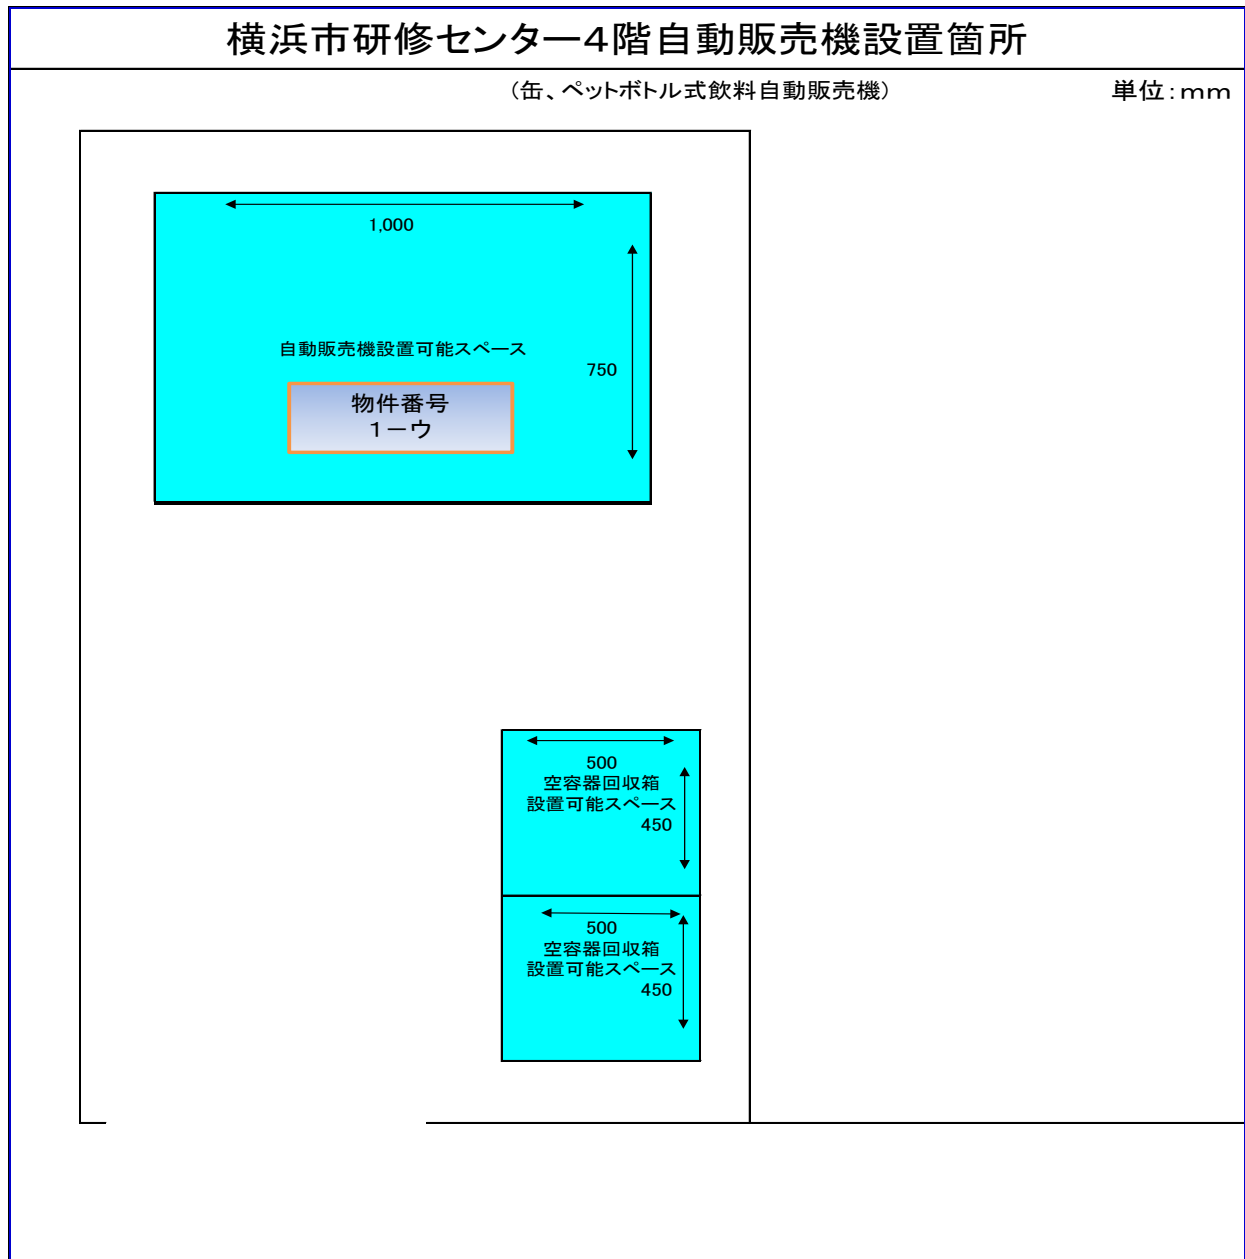 横浜市研修センター4階自動販売機設置箇所
（缶、ペットボトル式飲料自動販売機）
単位：mm
1,000
自動販売機設置可能スペース
750
物件番号
1－ウ
500
空容器回収箱
設置可能スペース
450
500
空容器回収箱
設置可能スペース
450